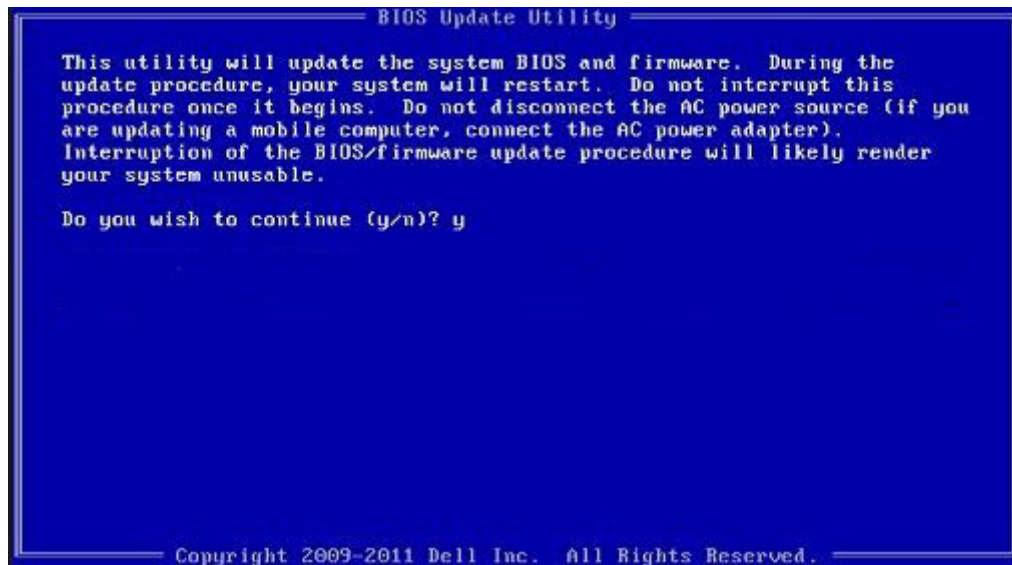 BIOS Update Utility
This utility will update the system BIOS and firmware.  During the
update procedure, your system will restart.  Do not interrupt this
procedure once it begins.  Do not disconnect the AC power source (if you
are updating a mobile computer, connect the AC power adapter).
Interruption of the BIOS/firmware update procedure will likely render
your system unusable.
Do you wish to continue (y/n)? y
Copyright 2009-2011 Dell Inc.  All Rights Reserved.